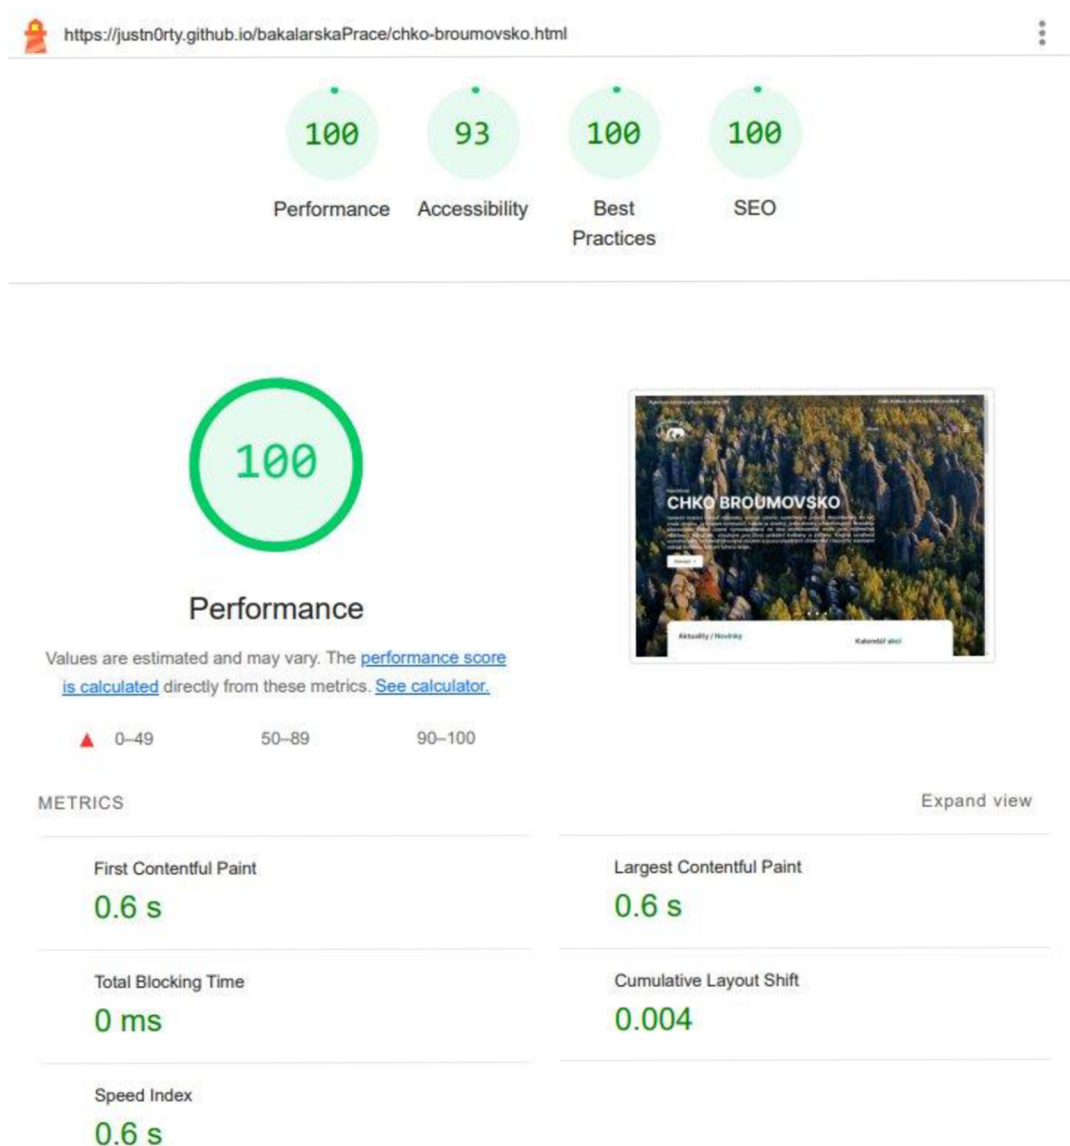 https://justn0rty.github.io/bakalarskaPrace/chko-broumovsko.html
100
93
100
100
Performance
Accessibility
Best
Practices
SEO
100
Performance
Values are estimated and may vary. The performance score
is calculated directly from these metrics. See calculator.
0–49
50–89
90–100
CHKO BROUMOVSKO
Aktuality / Novinky
Kalendář akcí
METRICS
Expand view
First Contentful Paint
0.6 s
Largest Contentful Paint
0.6 s
Total Blocking Time
0 ms
Cumulative Layout Shift
0.004
Speed Index
0.6 s